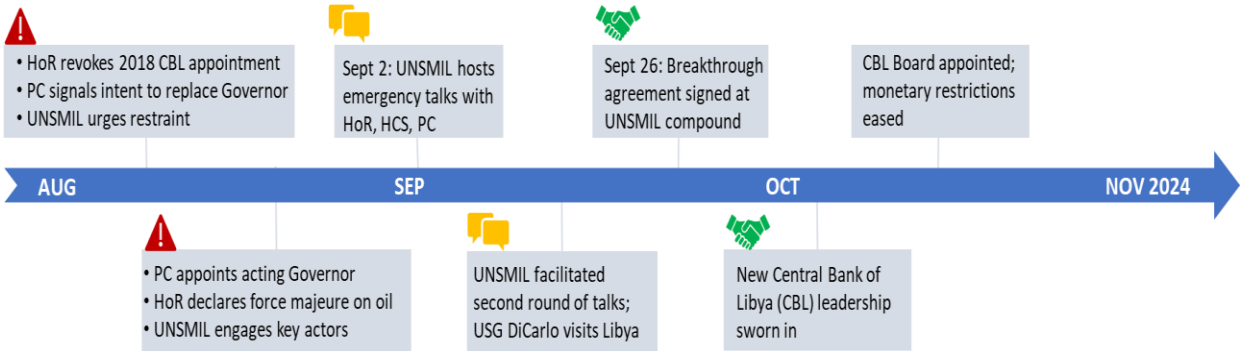 • HoR revokes 2018 CBL appointment
• PC signals intent to replace Governor
• UNSMIL urges restraint
Sept 2: UNSMIL hosts
emergency talks with
HoR, HCS, PC
Sept 26: Breakthrough
agreement signed at
UNSMIL compound
CBL Board appointed;
monetary restrictions
eased
AUG
SEP
OCT
NOV 2024
• PC appoints acting Governor
• HoR declares force majeure on oil
• UNSMIL engages key actors
UNSMIL facilitated
second round of talks;
USG DiCarlo visits Libya
New Central Bank of
Libya (CBL) leadership
sworn in